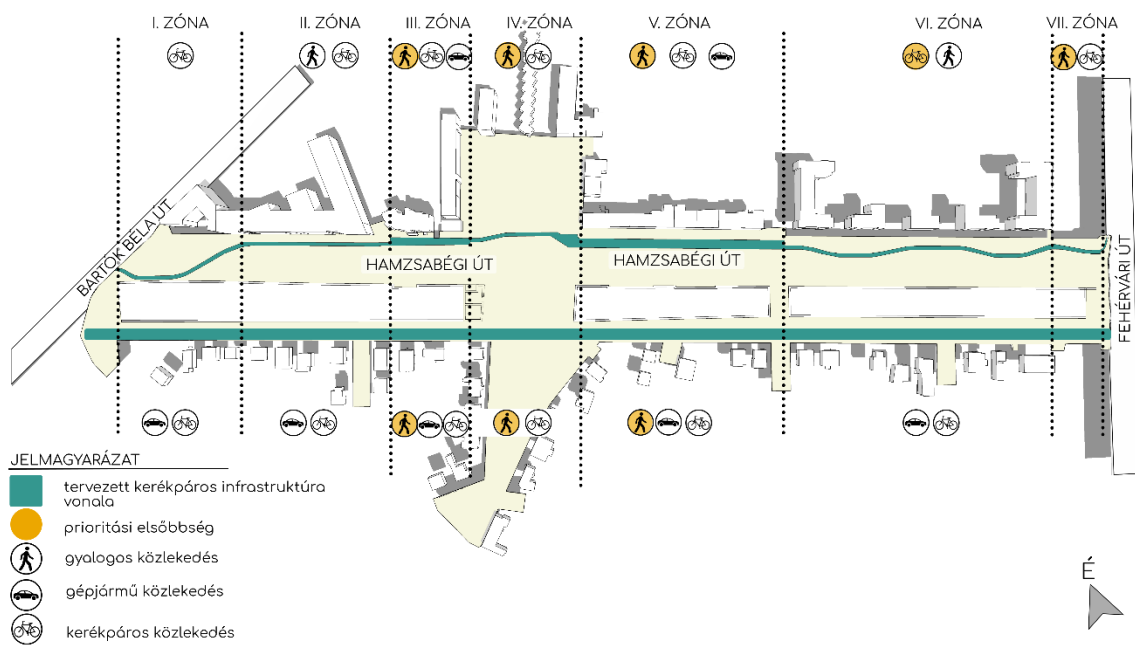 I. ZÓNA
II. ZÓNA
III. ZÓNA
IV. ZÓNA
V. ZÓNA
VI. ZÓNA
VII. ZÓNA
BARTÓK BÉLA ÚT
HAMZSABÉGI ÚT
HAMZSABÉGI ÚT
FEHÉRVÁRI ÚT
JELMAGYARÁZAT
tervezett kerékpáros infrastruktúra
vonala
prioritási elsőbbség
gyalogos közlekedés
gépjármű közlekedés
kerékpáros közlekedés
É